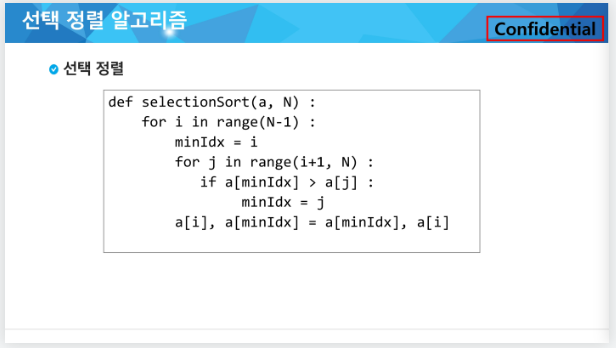 선택 정렬 알고리즘
Confidential
선택 정렬
def selectionSort(a, N) :
    for i in range(N-1) :
        minIdx = i
        for j in range(i+1, N) :
            if a[minIdx] > a[j] :
                minIdx = j
        a[i], a[minIdx] = a[minIdx], a[i]